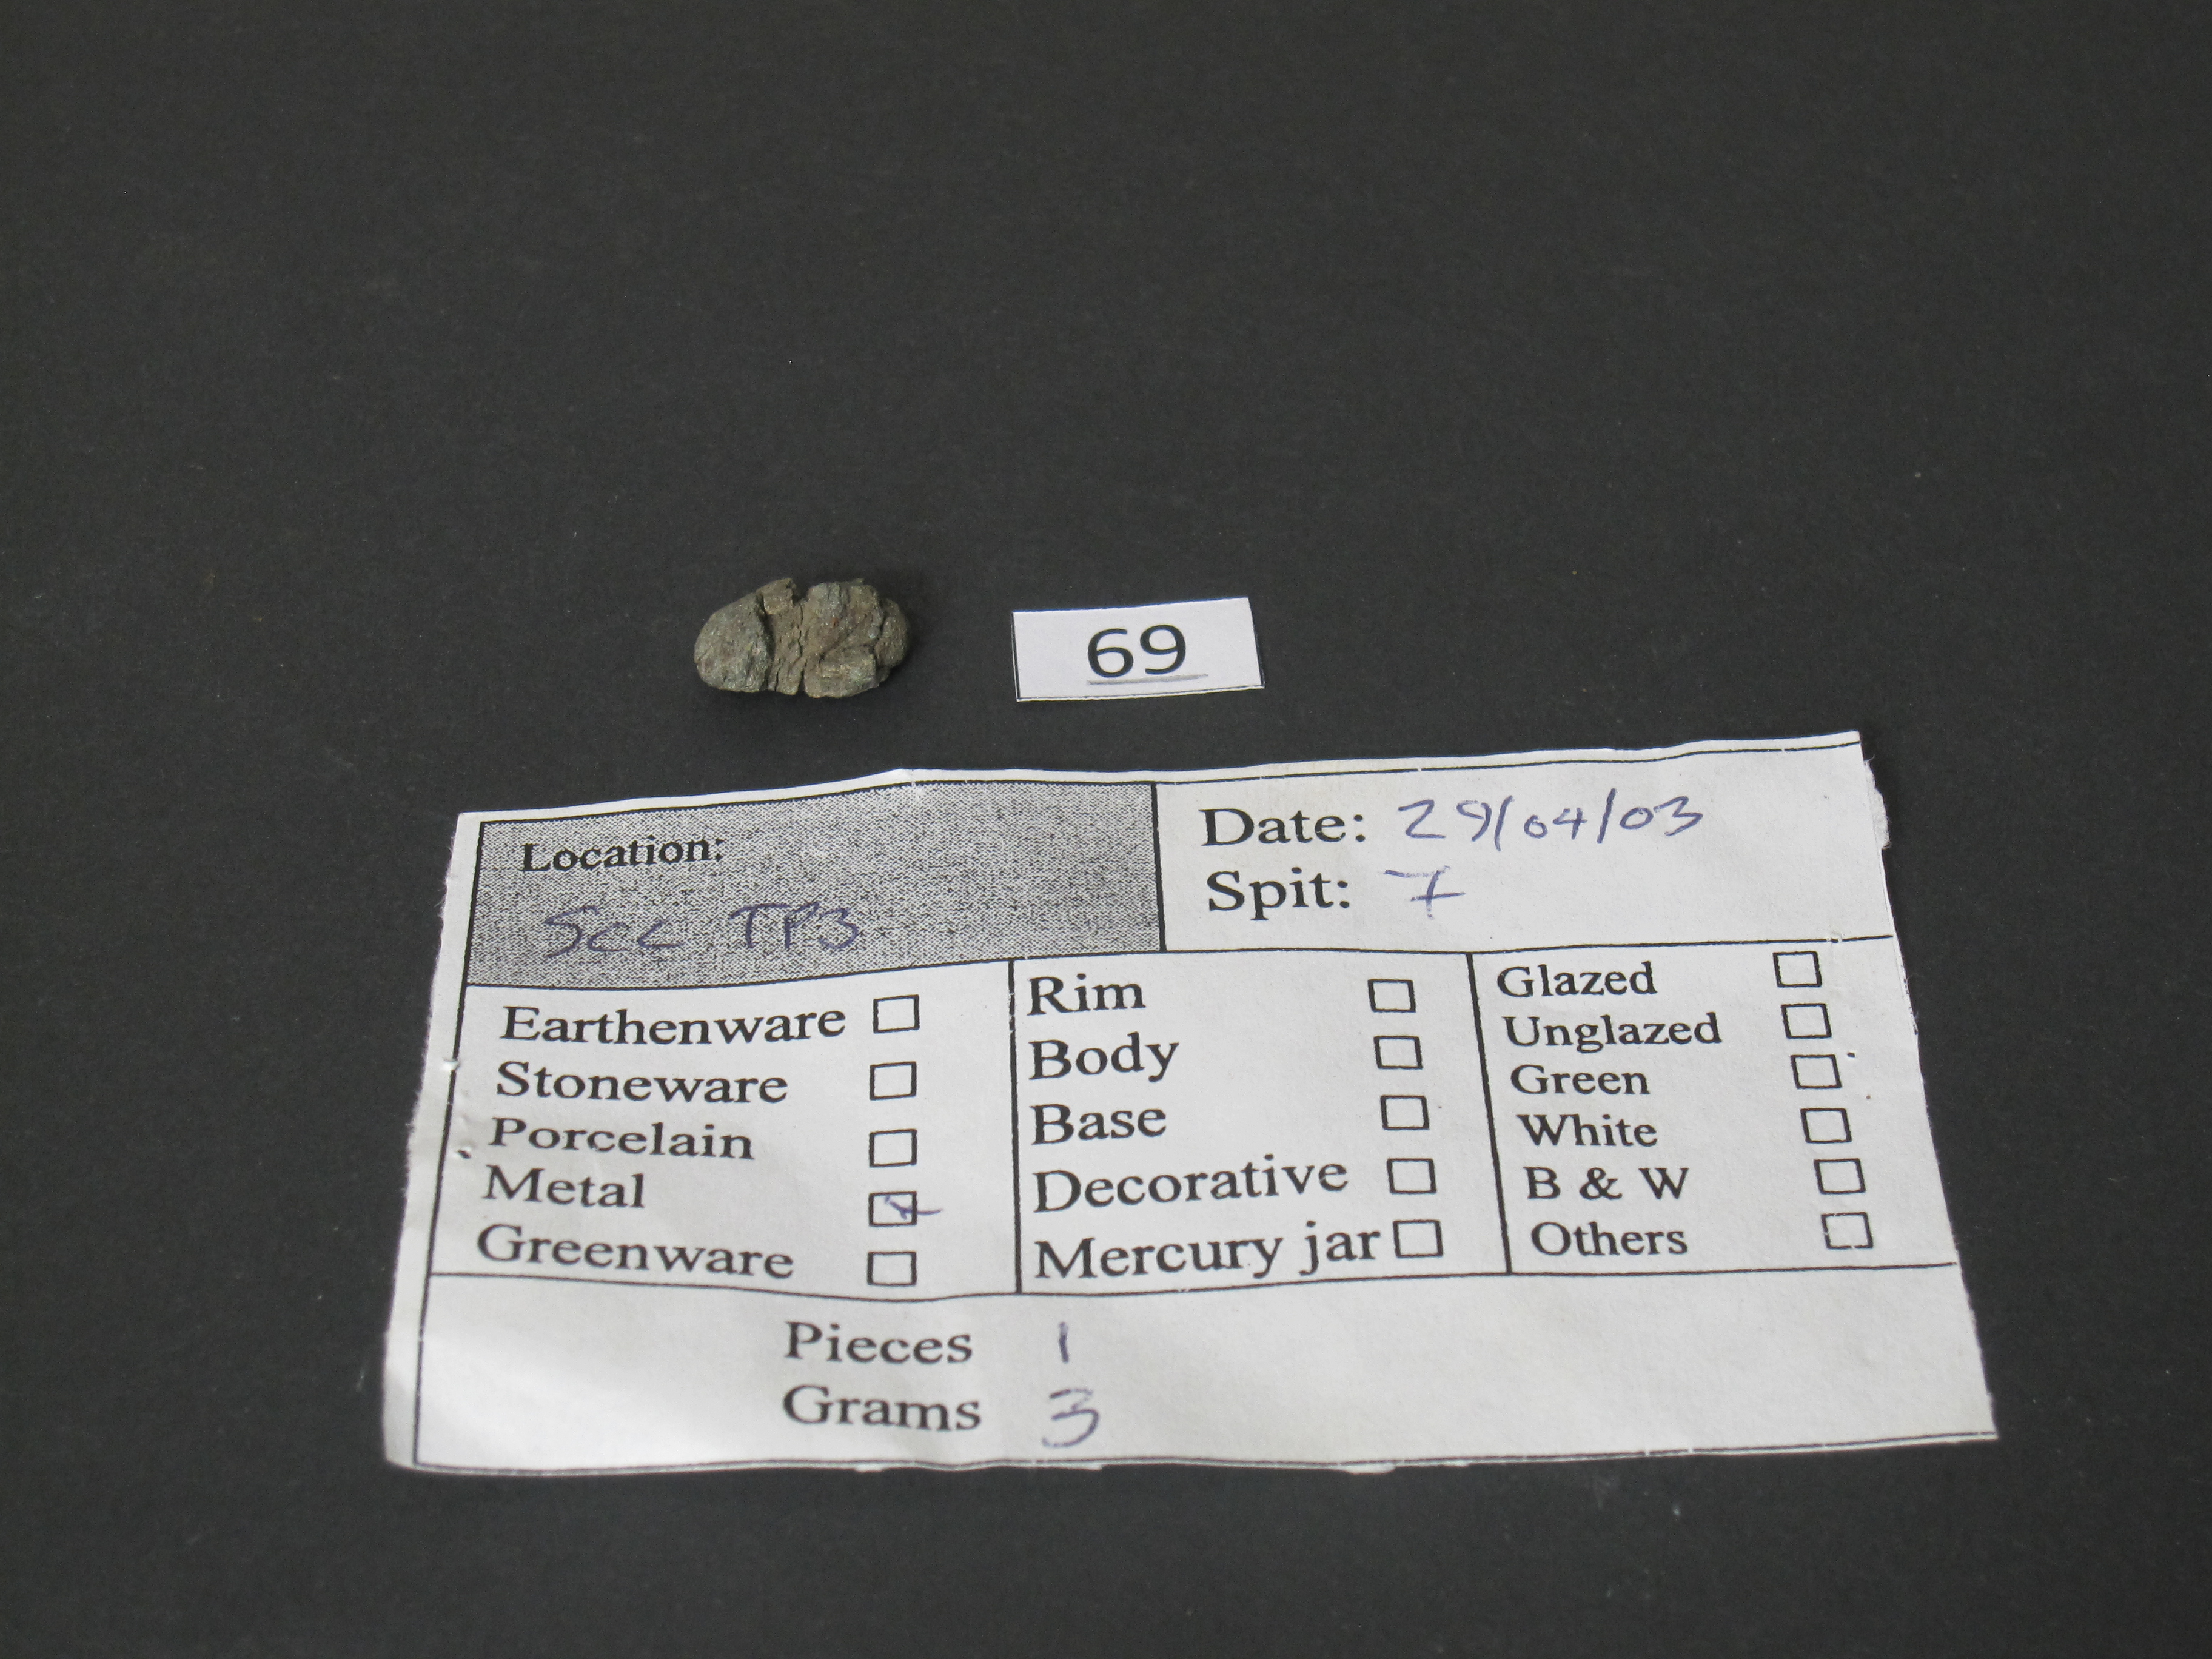 69
Location:
Scc TP3
Date: 29/04/03
Spit: 7
Earthenware
Stoneware
Porcelain
Metal
Greenware
Rim
Body
Base
Decorative
Mercury jar
Glazed
Unglazed
Green
White
B & W
Others
Pieces 1
Grams 3